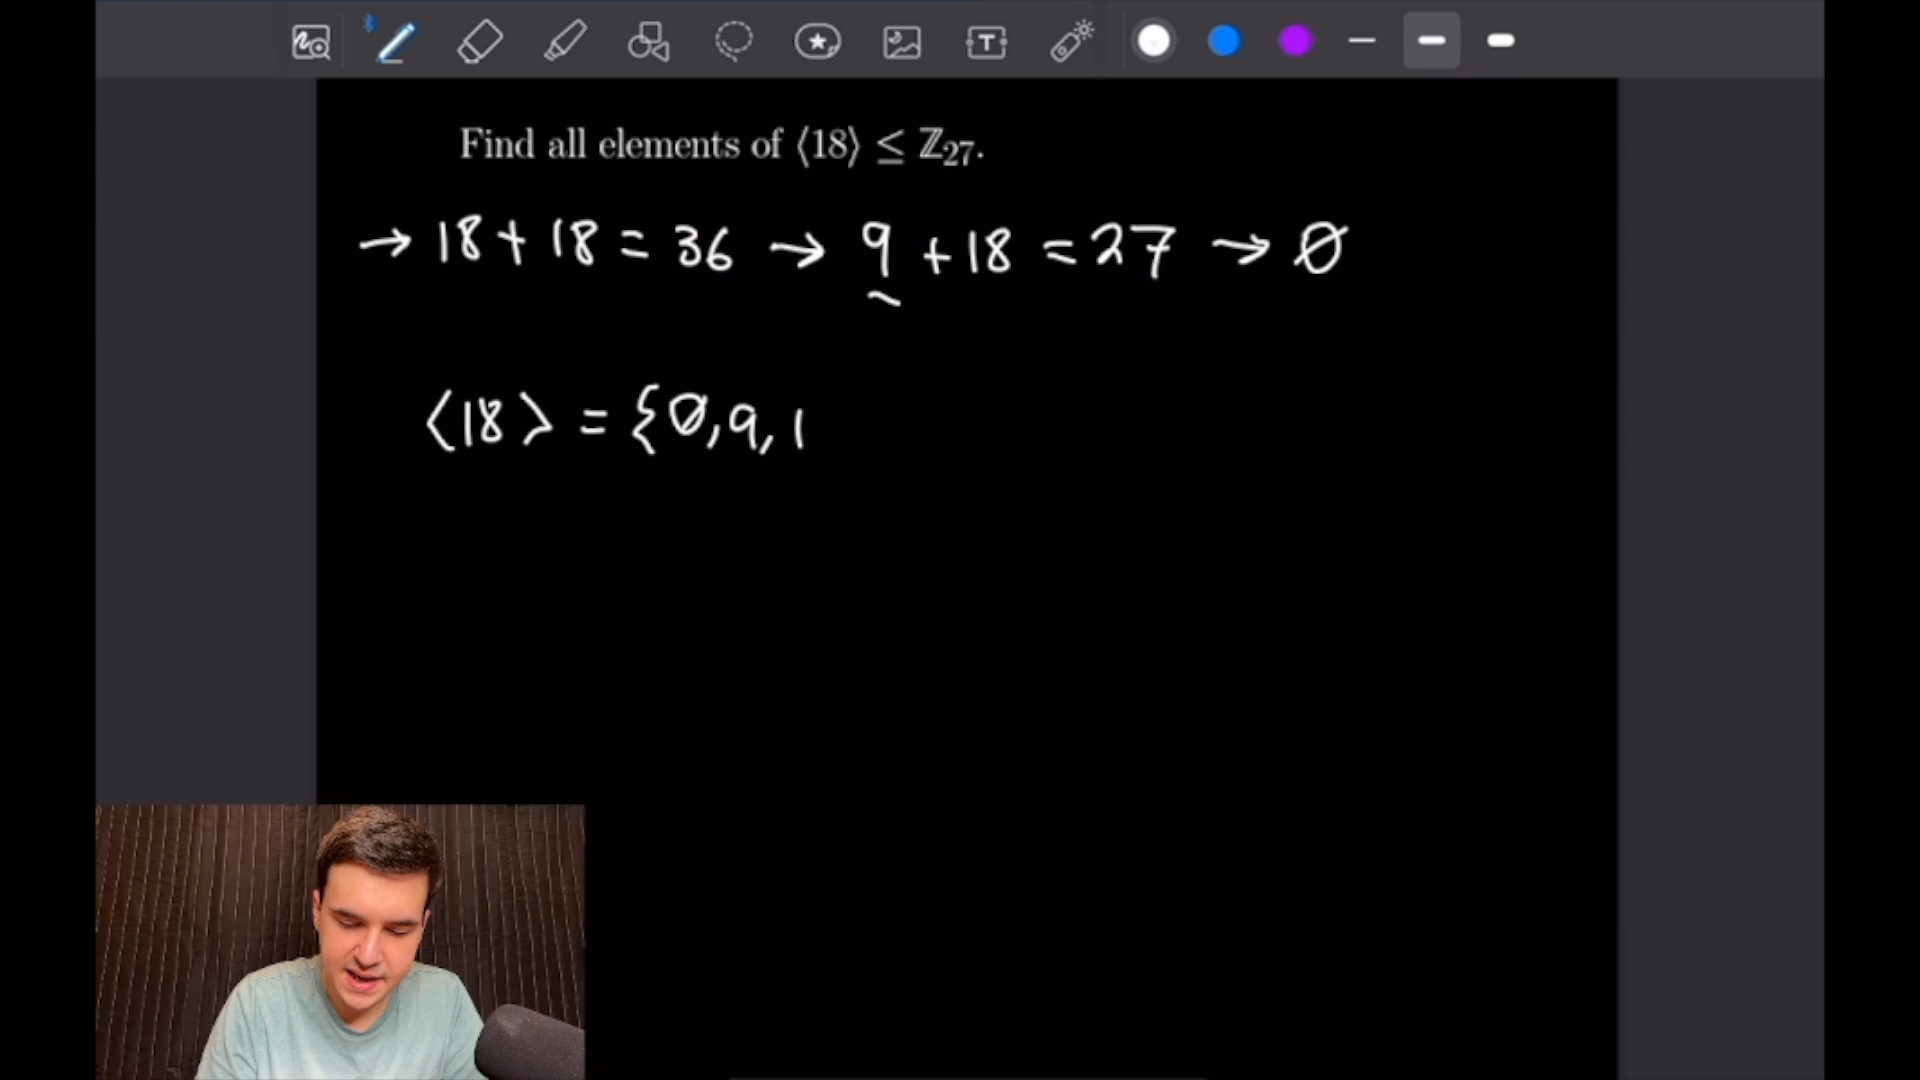 Find all elements of ⟨18⟩ ≤ ℤ₂₇.
→ 18 + 18 = 36 → 9 + 18 = 27 → 0
⟨18⟩ = {0, 9, 1